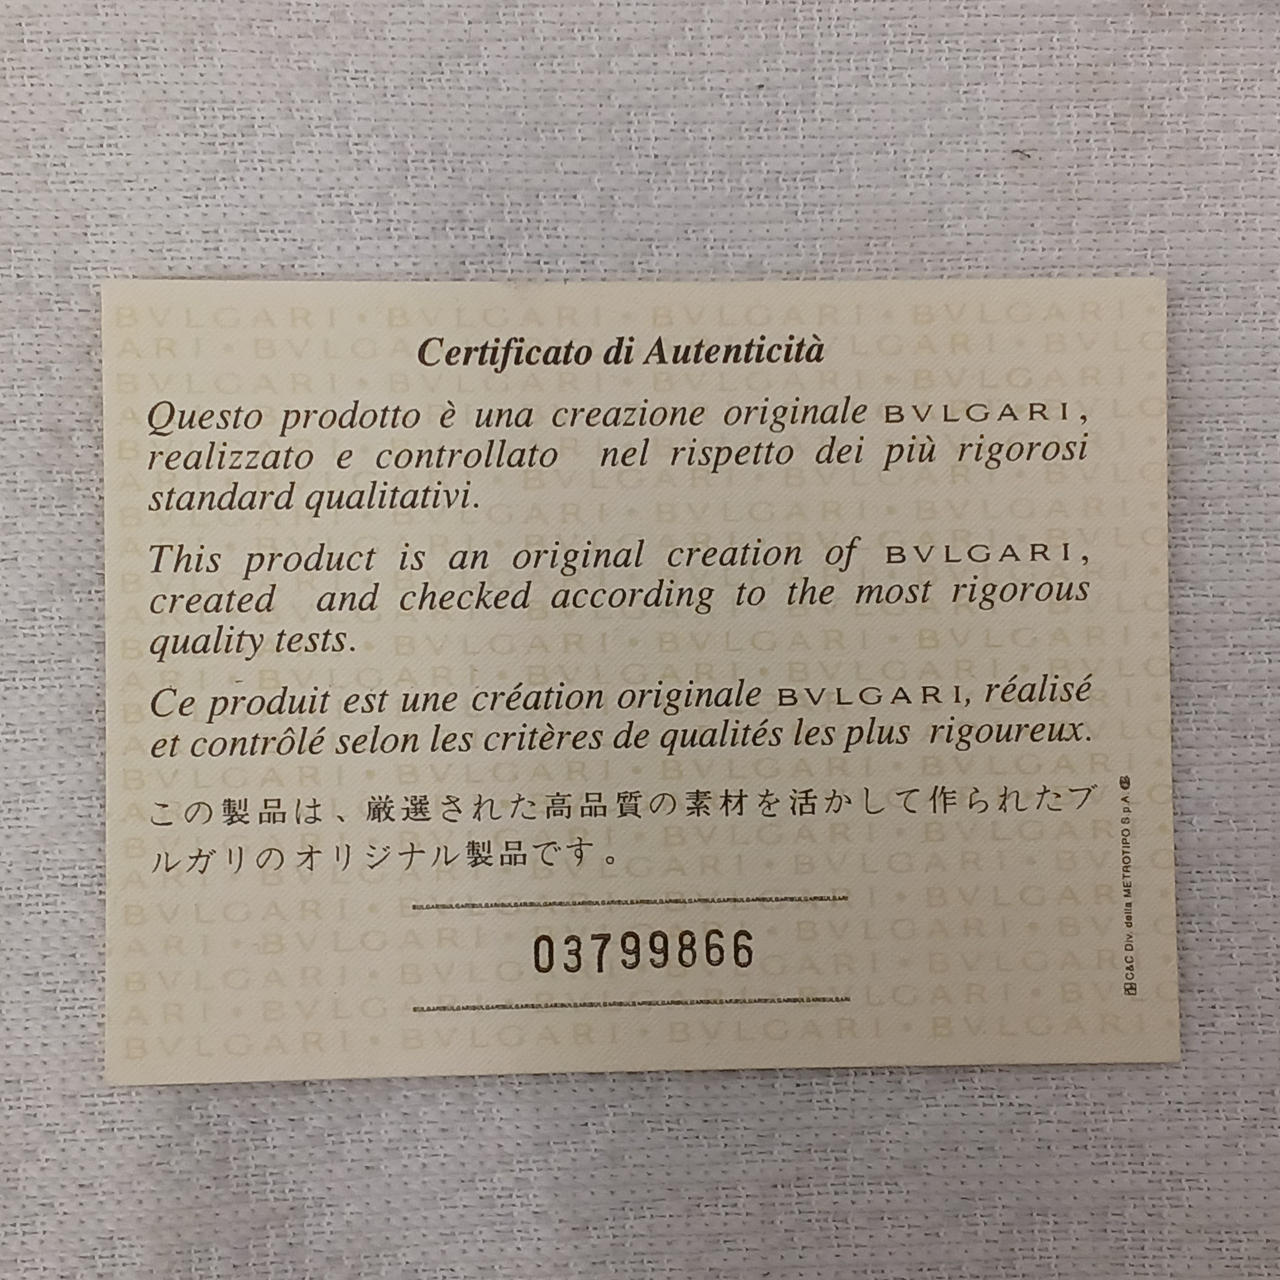 Certificato di Autenticità
Questo prodotto è una creazione originale BVLGARI,
realizzato e controllato nel rispetto dei più rigorosi
standard qualitativi.
This product is an original creation of BVLGARI,
created and checked according to the most rigorous
quality tests.
Ce produit est une création originale BVLGARI, réalisé
et contrôlé selon les critères de qualités les plus rigoureux.
この製品は、厳選された高品質の素材を活かして作られたブ
ルガリのオリジナル製品です。
03799866
C&C Div. della METROTIPO S.p.A.